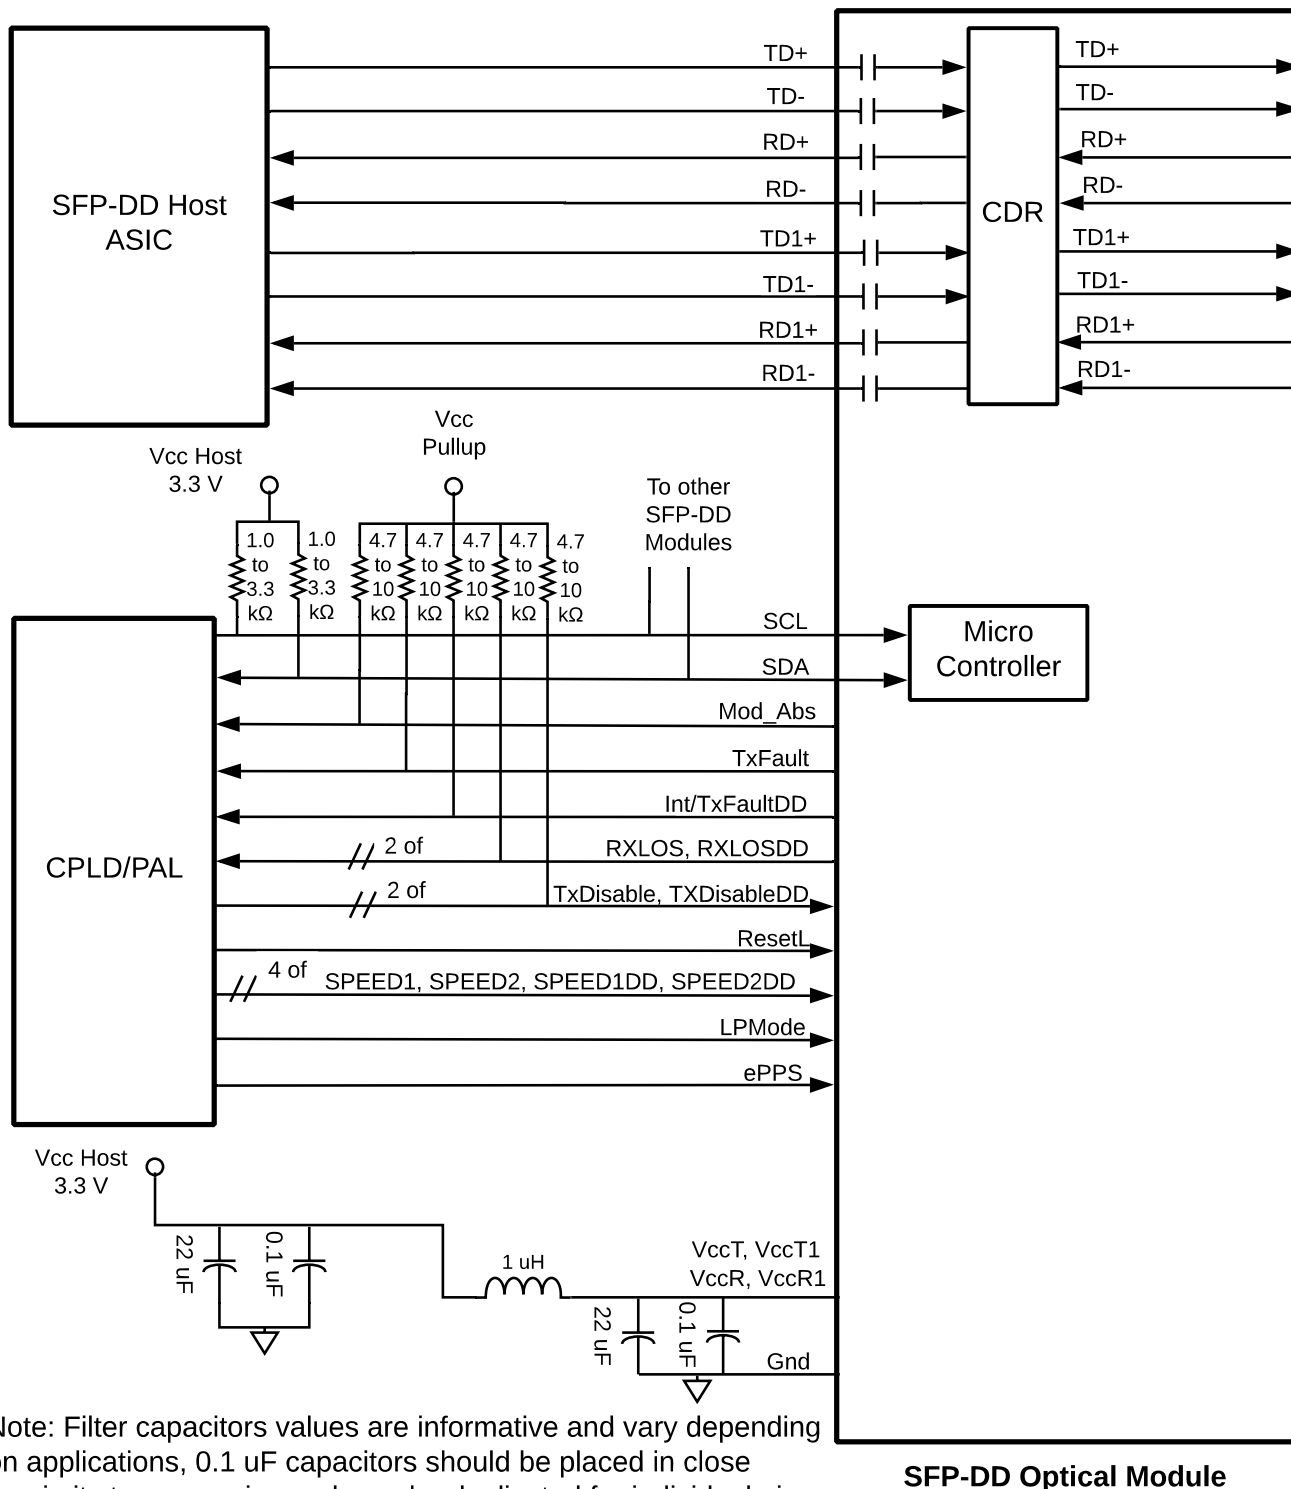 TD+
TD-
RD+
RD-
TD1+
TD1-
RD1+
RD1-
SFP-DD Host
ASIC
CDR
TD+
TD-
RD+
RD-
TD1+
TD1-
RD1+
RD1-
Vcc Host
3.3 V
Vcc
Pullup
To other
SFP-DD
Modules
1.0
to
3.3
kΩ
1.0
to
3.3
kΩ
4.7
to
10
kΩ
4.7
to
10
kΩ
4.7
to
10
kΩ
4.7
to
10
kΩ
4.7
to
10
kΩ
SCL
SDA
Micro
Controller
Mod_Abs
TxFault
Int/TxFaultDD
2 of
RXLOS, RXLOSDD
2 of
TxDisable, TXDisableDD
ResetL
4 of
SPEED1, SPEED2, SPEED1DD, SPEED2DD
LPMode
ePPS
CPLD/PAL
Vcc Host
3.3 V
22 uF
0.1 uF
1 uH
VccT, VccT1
VccR, VccR1
22 uF
0.1 uF
Gnd
Note: Filter capacitors values are informative and vary depending
on applications, 0.1 uF capacitors should be placed in close
SFP-DD Optical Module